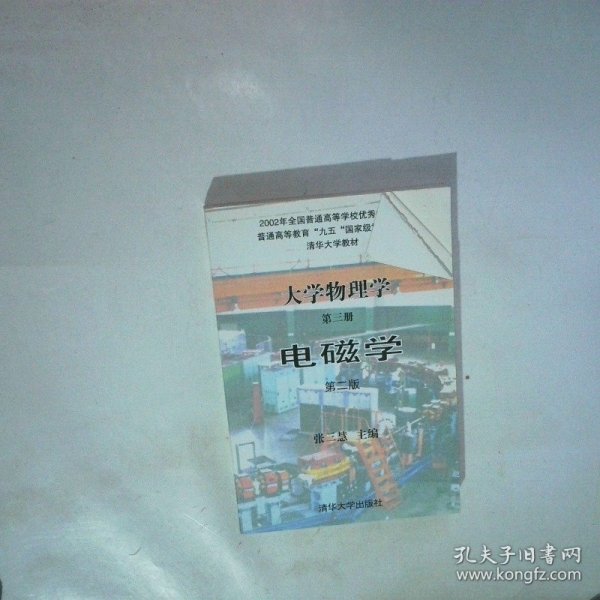 2002年全国普通高等学校优秀
普通高等教育“九五“国家级
清华大学教材
大学物理学
第三册
电磁学
第二版
张三慧 主编
清华大学出版社
孔夫子旧书网
www.kongfz.com